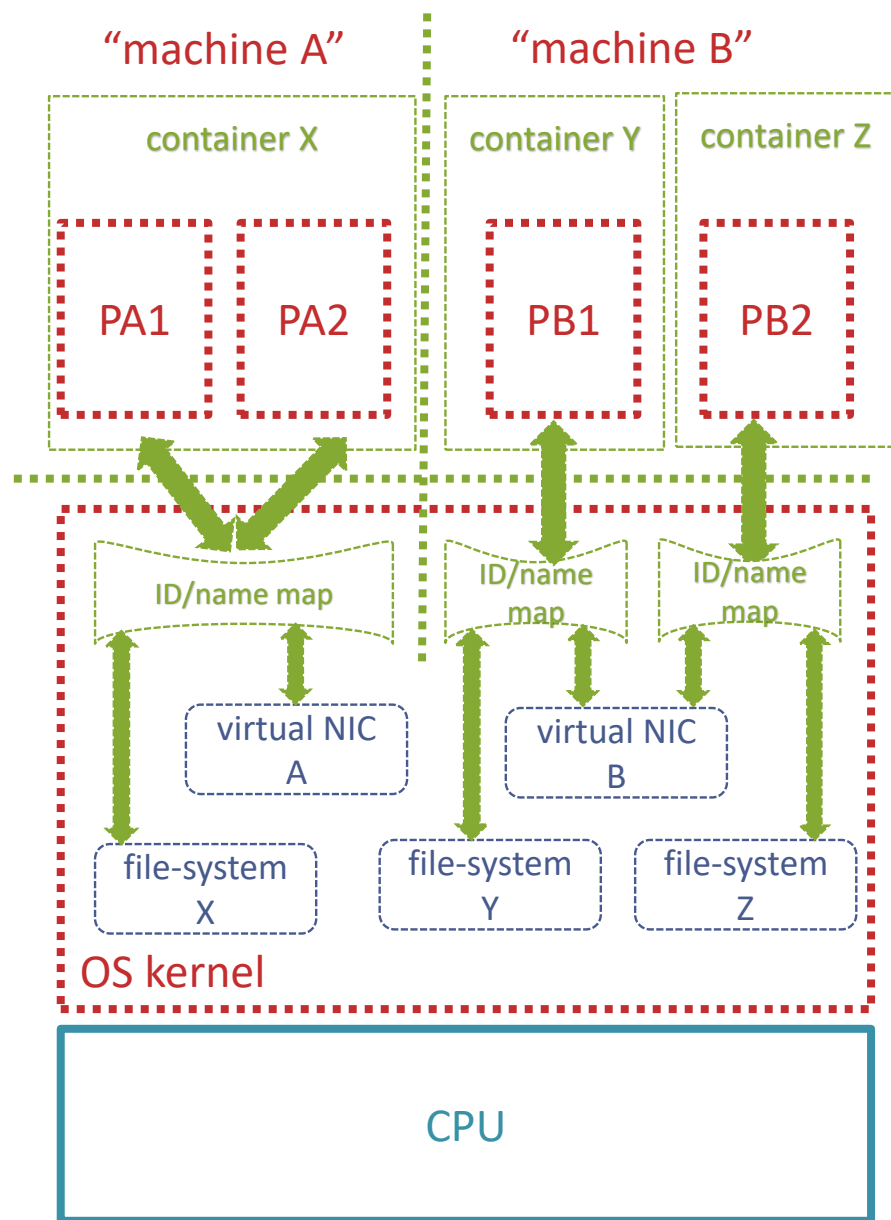 “machine A”
“machine B”
container X
container Y
container Z
PA1
PA2
PB1
PB2
ID/name map
ID/name
map
ID/name
map
virtual NIC
A
virtual NIC
B
file-system
X
file-system
Y
file-system
Z
OS kernel
CPU